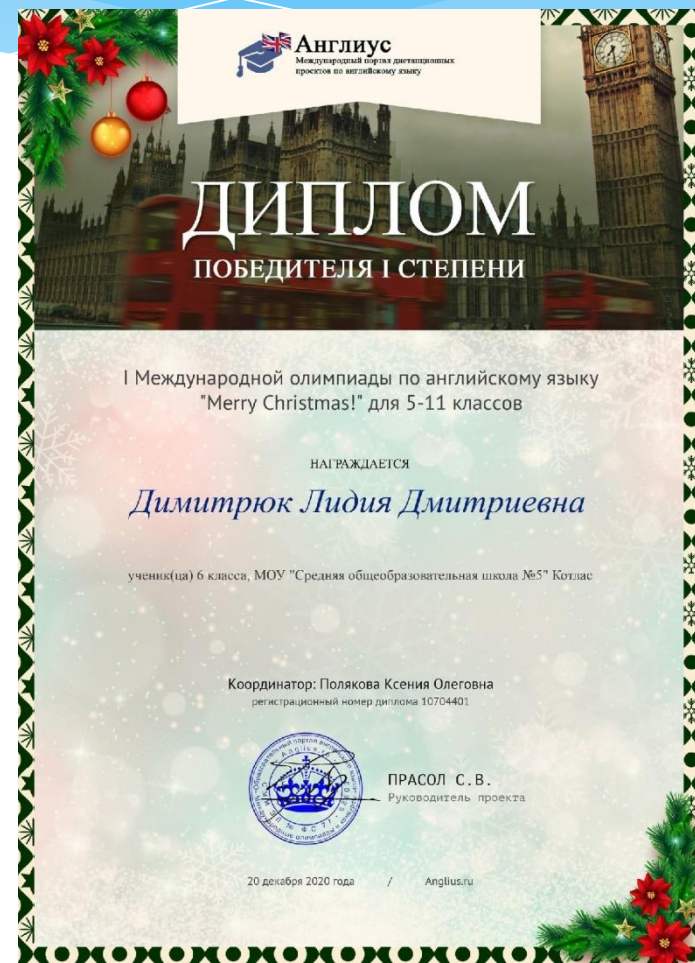 Англиус
Международный портал дистанционных
проектов по английскому языку
ДИПЛОМ
ПОБЕДИТЕЛЯ I СТЕПЕНИ
I Международной олимпиады по английскому языку
"Merry Christmas!" для 5-11 классов
НАГРАЖДАЕТСЯ
Димитрюк Лидия Дмитриевна
ученик(ца) 6 класса, МОУ "Средняя общеобразовательная школа №5" Котлас
Координатор: Полякова Ксения Олеговна
регистрационный номер диплома 10704401
ПРАСОЛ С.В.
Руководитель проекта
20 декабря 2020 года / Anglius.ru